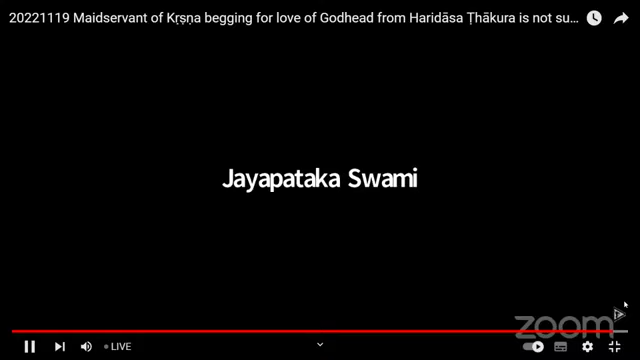 20221119 Maidservant of Kṛṣṇa begging for love of Godhead from Haridāsa Ṭhākura is not su...
Jayapataka Swami
zoom
LIVE